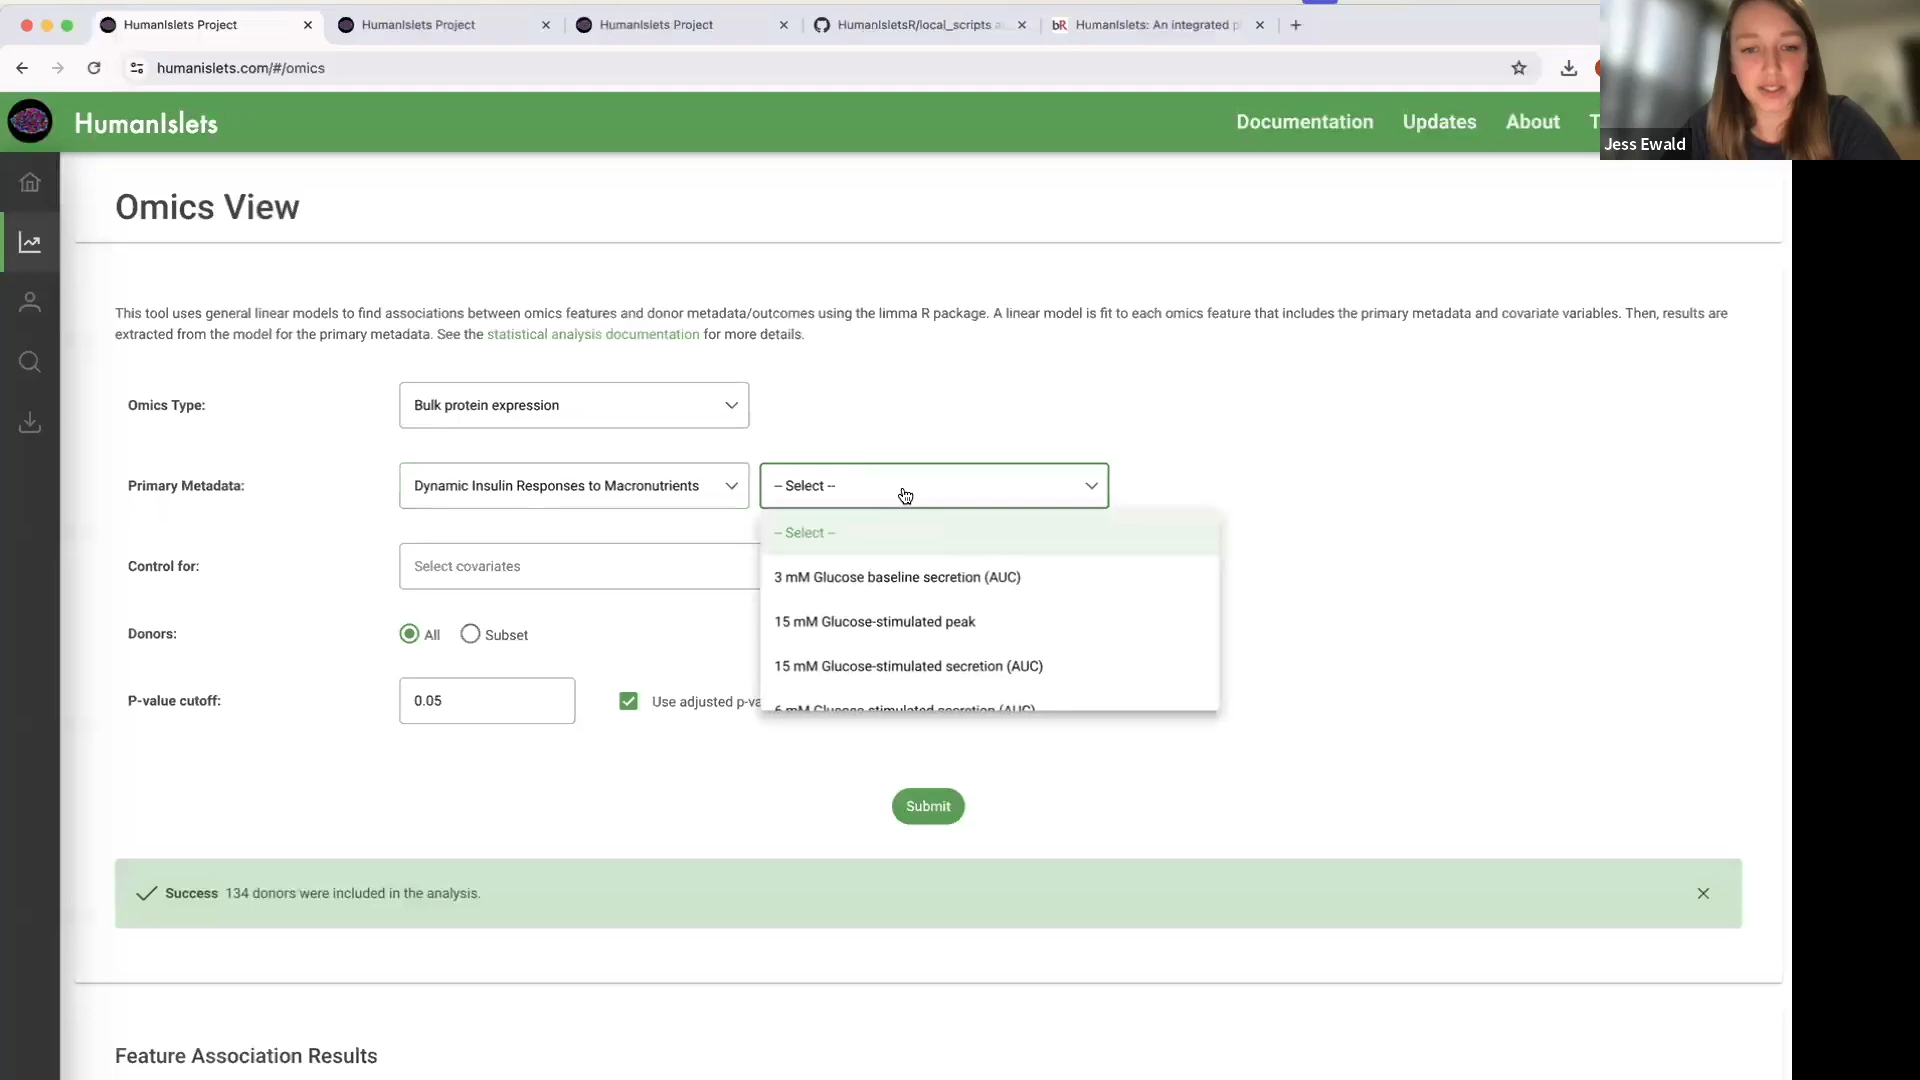 HumanIslets Project
HumanIslets Project
HumanIslets Project
HumanIsletsR/local_scripts a
bR HumanIslets: An integrated p
humanislets.com/#/omics
HumanIslets
Documentation
Updates
About
T
Jess Ewald
Omics View
This tool uses general linear models to find associations between omics features and donor metadata/outcomes using the limma R package. A linear model is fit to each omics feature that includes the primary metadata and covariate variables. Then, results are
extracted from the model for the primary metadata. See the statistical analysis documentation for more details.
Omics Type:
Bulk protein expression
Primary Metadata:
Dynamic Insulin Responses to Macronutrients
-- Select --
-- Select --
3 mM Glucose baseline secretion (AUC)
15 mM Glucose-stimulated peak
15 mM Glucose-stimulated secretion (AUC)
6 mM Glucose stimulated secretion (AUC)
Control for:
Select covariates
Donors:
All
Subset
P-value cutoff:
0.05
Use adjusted p-va
Submit
Success 134 donors were included in the analysis.
Feature Association Results